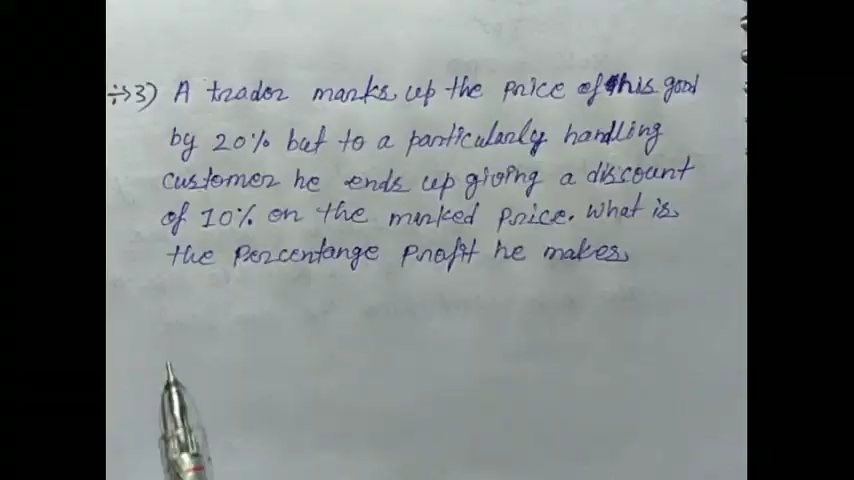 ÷>3) A trador marks up the price of this good
by 20% but to a particularly handling
customer he ends up giving a discount
of 10% on the marked price. What is
the Percentange Profit he makes